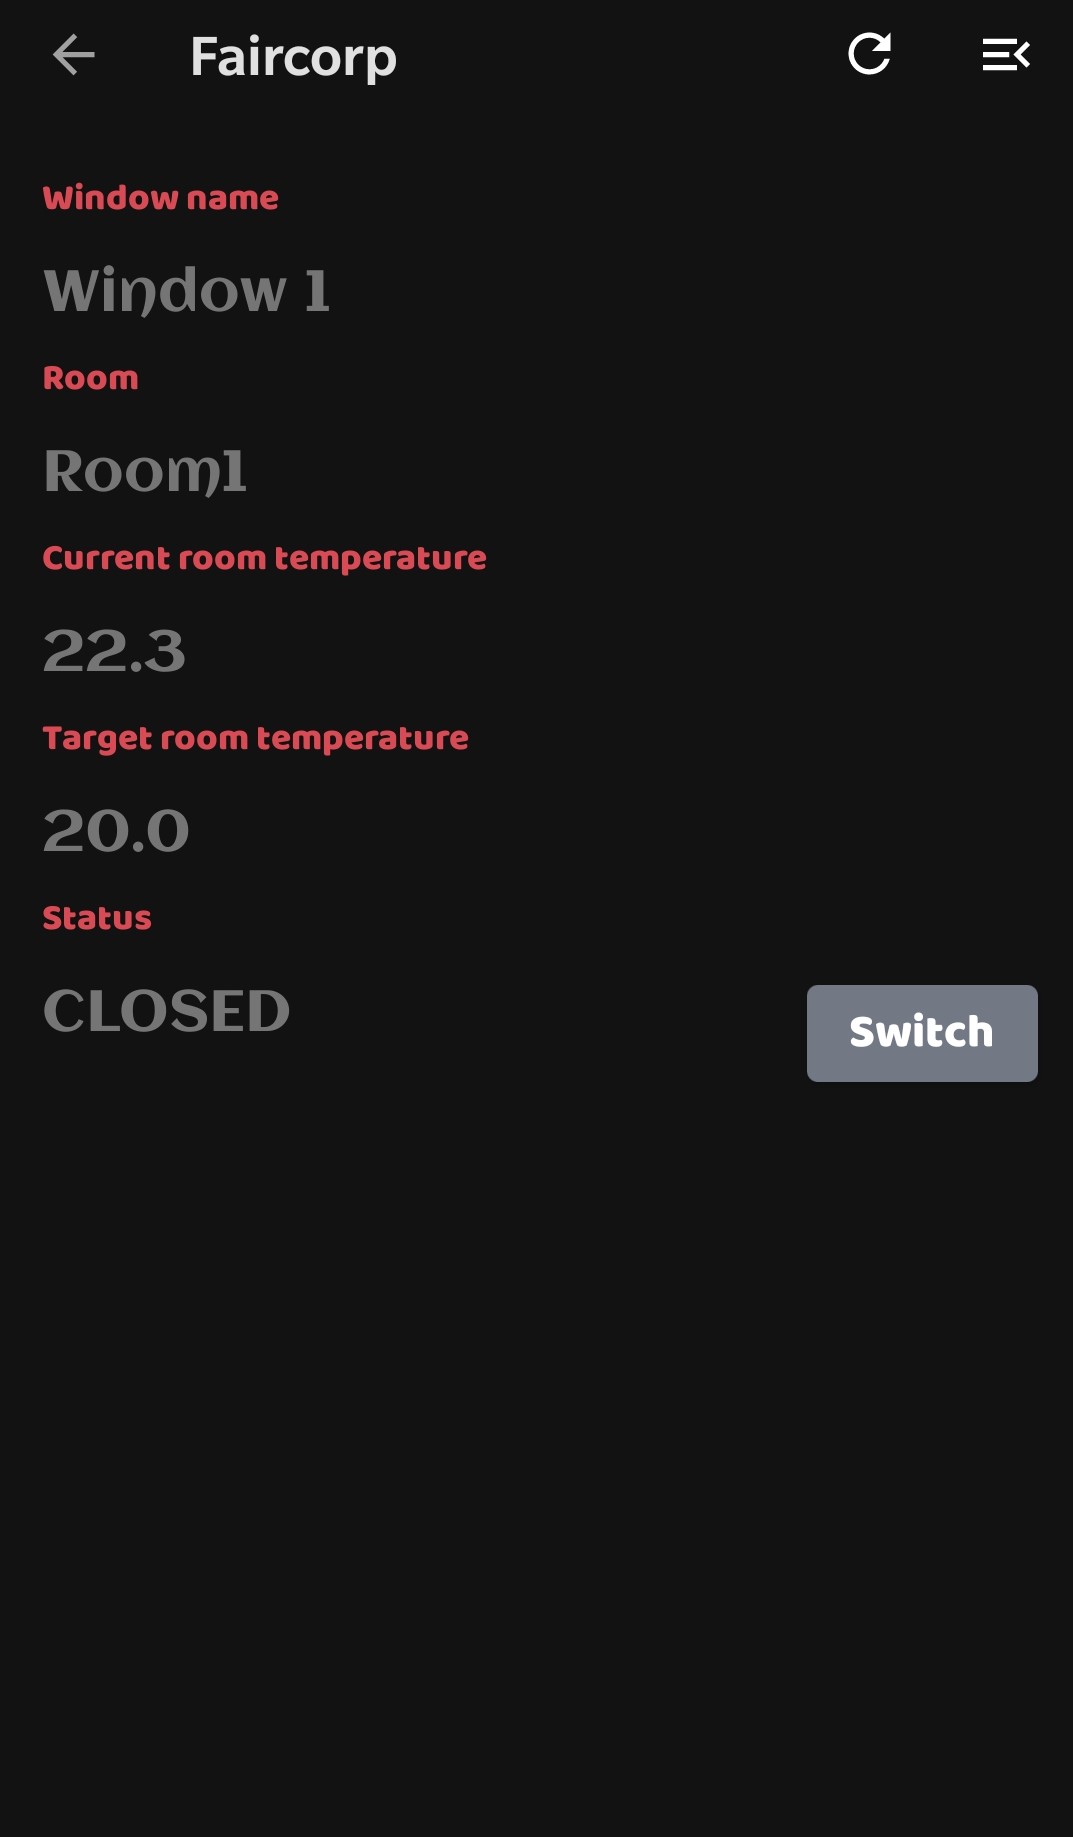 Faircorp
Window name
Window 1
Room
Room1
Current room temperature
22.3
Target room temperature
20.0
Status
CLOSED
Switch